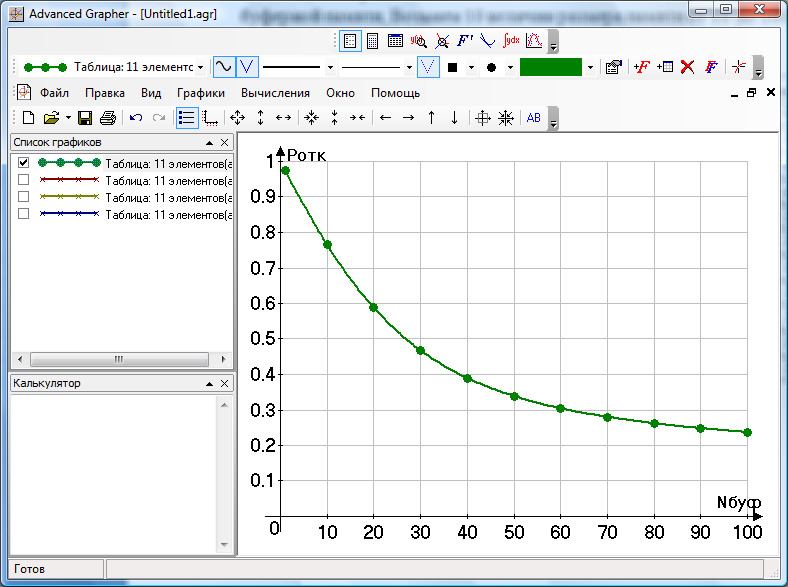 Advanced Grapher - [Untitled1.agr]
Таблица: 11 элементс
Файл Правка Вид Графики Вычисления Окно Помощь
AB
Список графиков
Таблица: 11 элементов(а
Таблица: 11 элементов(а
Таблица: 11 элементов(а
Таблица: 11 элементов(а
Калькулятор
Pотк
1
0.9
0.8
0.7
0.6
0.5
0.4
0.3
0.2
0.1
Nбуф
0 10 20 30 40 50 60 70 80 90 100
Готов